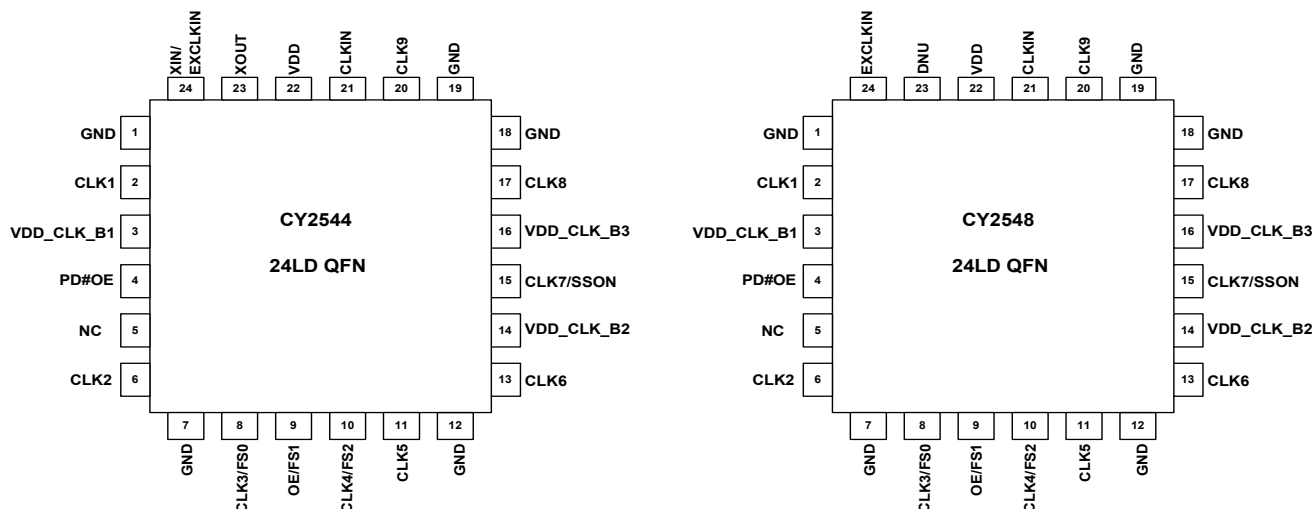 XIN/
EXCLKIN
XOUT
VDD
CLKIN
CLK9
GND
24
23
22
21
20
19
GND 1
CLK1 2
VDD_CLK_B1 3
PD#OE 4
NC 5
CLK2 6
CY2544
24LD QFN
18 GND
17 CLK8
16 VDD_CLK_B3
15 CLK7/SSON
14 VDD_CLK_B2
13 CLK6
7
8
9
10
11
12
GND
CLK3/FS0
OE/FS1
CLK4/FS2
CLK5
GND
EXCLKIN
DNU
VDD
CLKIN
CLK9
GND
24
23
22
21
20
19
GND 1
CLK1 2
VDD_CLK_B1 3
PD#OE 4
NC 5
CLK2 6
CY2548
24LD QFN
18 GND
17 CLK8
16 VDD_CLK_B3
15 CLK7/SSON
14 VDD_CLK_B2
13 CLK6
7
8
9
10
11
12
GND
CLK3/FS0
OE/FS1
CLK4/FS2
CLK5
GND